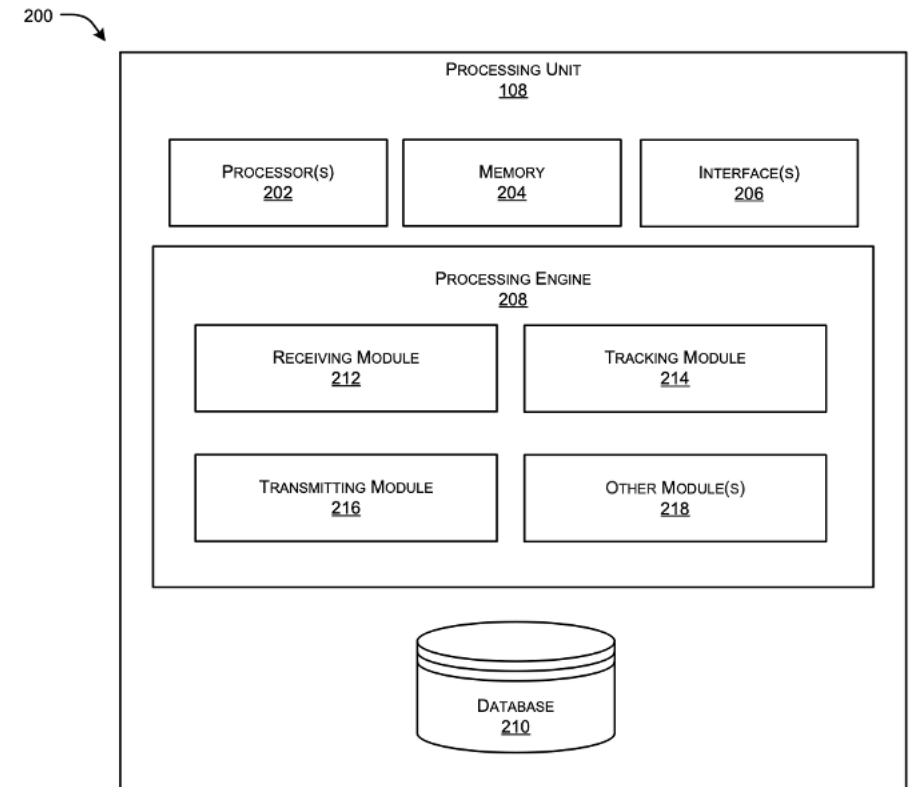 200
PROCESSING UNIT
108
PROCESSOR(S)
202
MEMORY
204
INTERFACE(S)
206
PROCESSING ENGINE
208
RECEIVING MODULE
212
TRACKING MODULE
214
TRANSMITTING MODULE
216
OTHER MODULE(S)
218
DATABASE
210